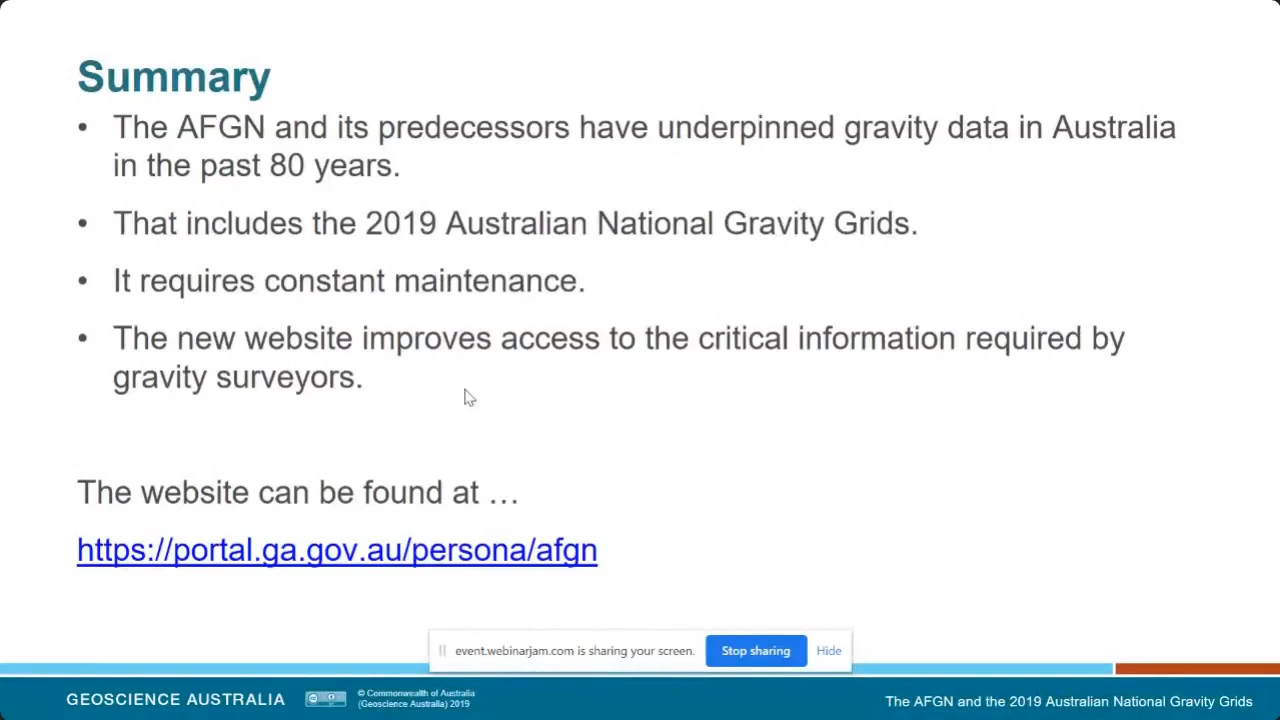 Summary
• The AFGN and its predecessors have underpinned gravity data in Australia
in the past 80 years.
• That includes the 2019 Australian National Gravity Grids.
• It requires constant maintenance.
• The new website improves access to the critical information required by
gravity surveyors.
The website can be found at …
https://portal.ga.gov.au/persona/afgn
event.webinarjam.com is sharing your screen. Stop sharing Hide
GEOSCIENCE AUSTRALIA
© Commonwealth of Australia
(Geoscience Australia) 2019
The AFGN and the 2019 Australian National Gravity Grids